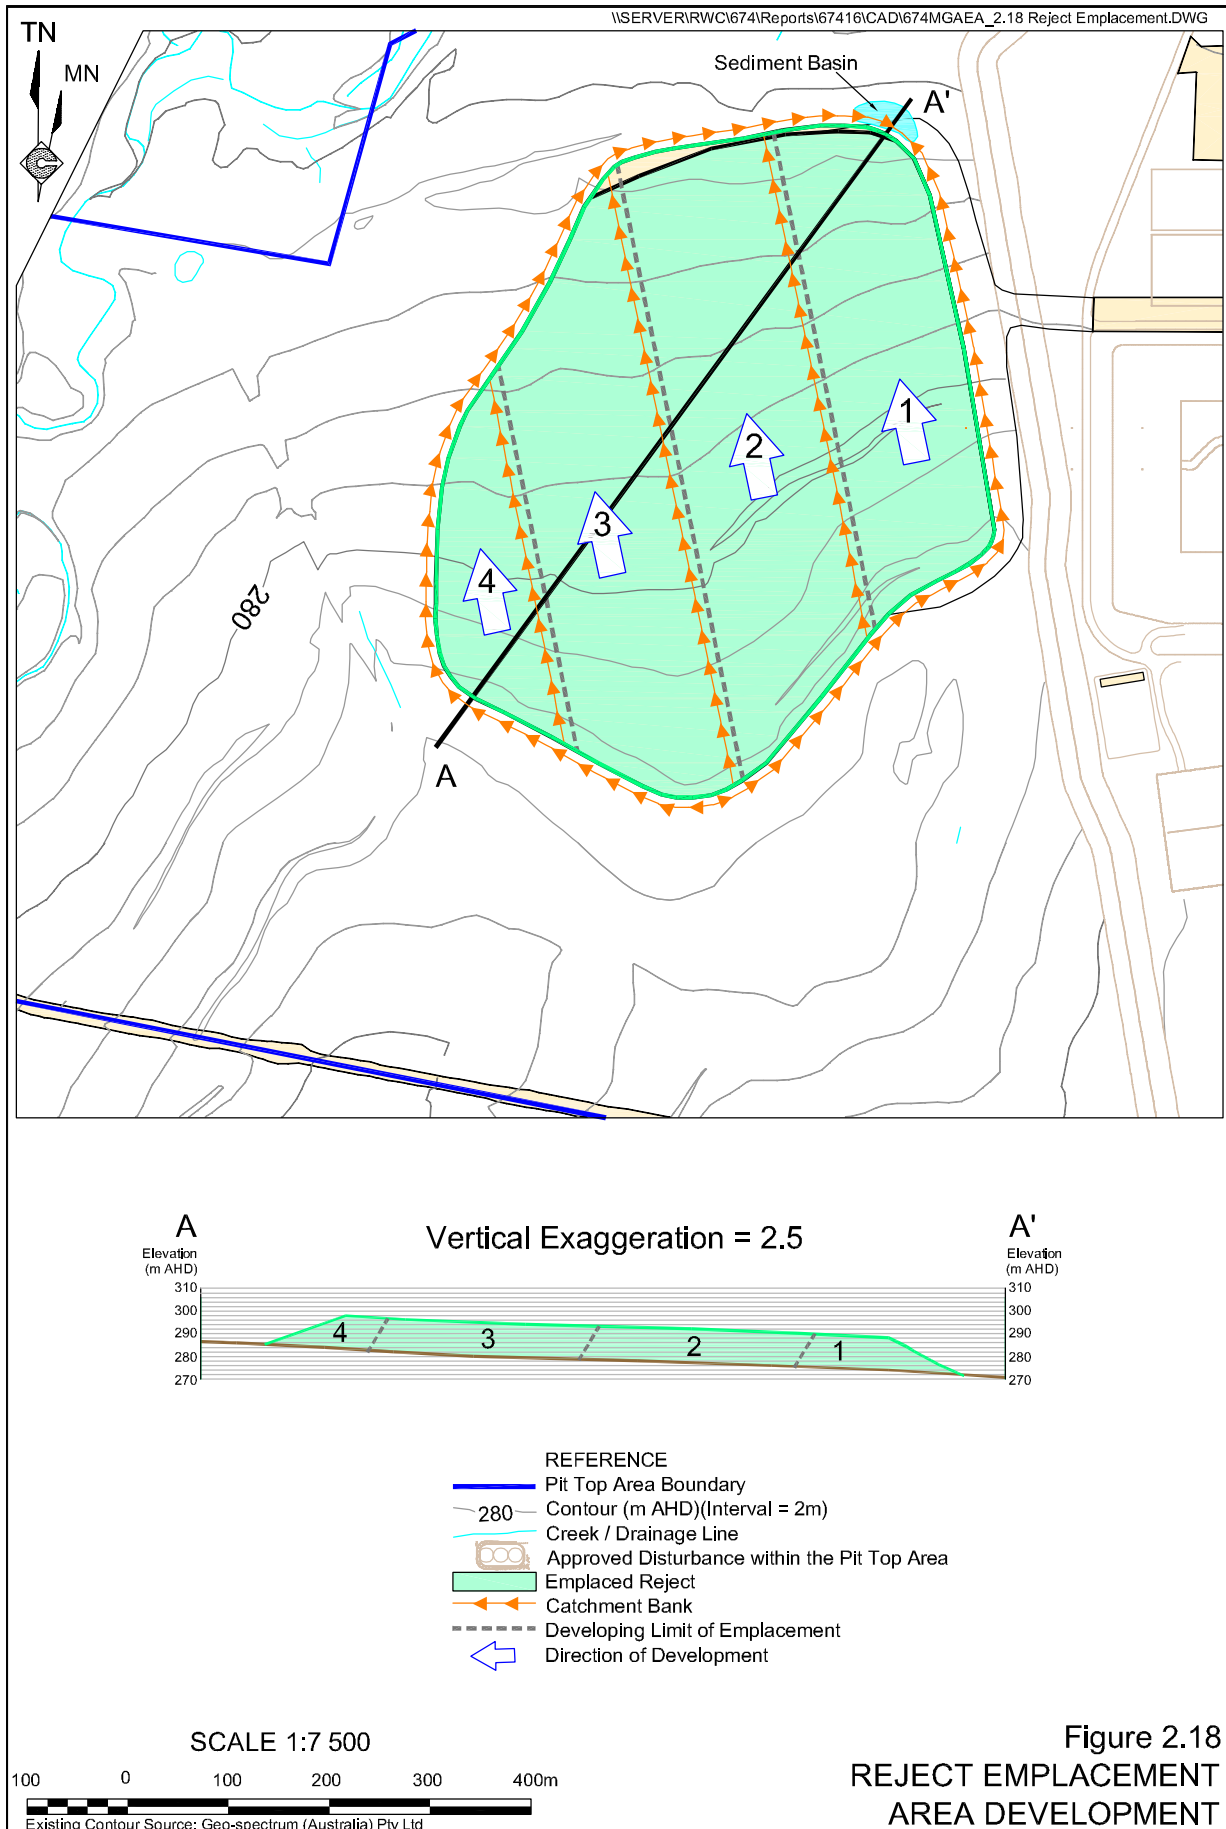 \\SERVER\RWC\674\Reports\67416\CAD\674MGAEA_2.18 Reject Emplacement.DWG
TN
MN
Sediment Basin
A'
1
2
3
4
280
A
A
Vertical Exaggeration = 2.5
A'
Elevation
(m AHD)
Elevation
(m AHD)
310
300
290
280
270
4
3
2
1
310
300
290
280
270
REFERENCE
Pit Top Area Boundary
280
Contour (m AHD)(Interval = 2m)
Creek / Drainage Line
Approved Disturbance within the Pit Top Area
Emplaced Reject
Catchment Bank
Developing Limit of Emplacement
Direction of Development
SCALE 1:7 500
100 0 100 200 300 400m
Existing Contour Source: Geo-spectrum (Australia) Pty Ltd
Figure 2.18
REJECT EMPLACEMENT
AREA DEVELOPMENT